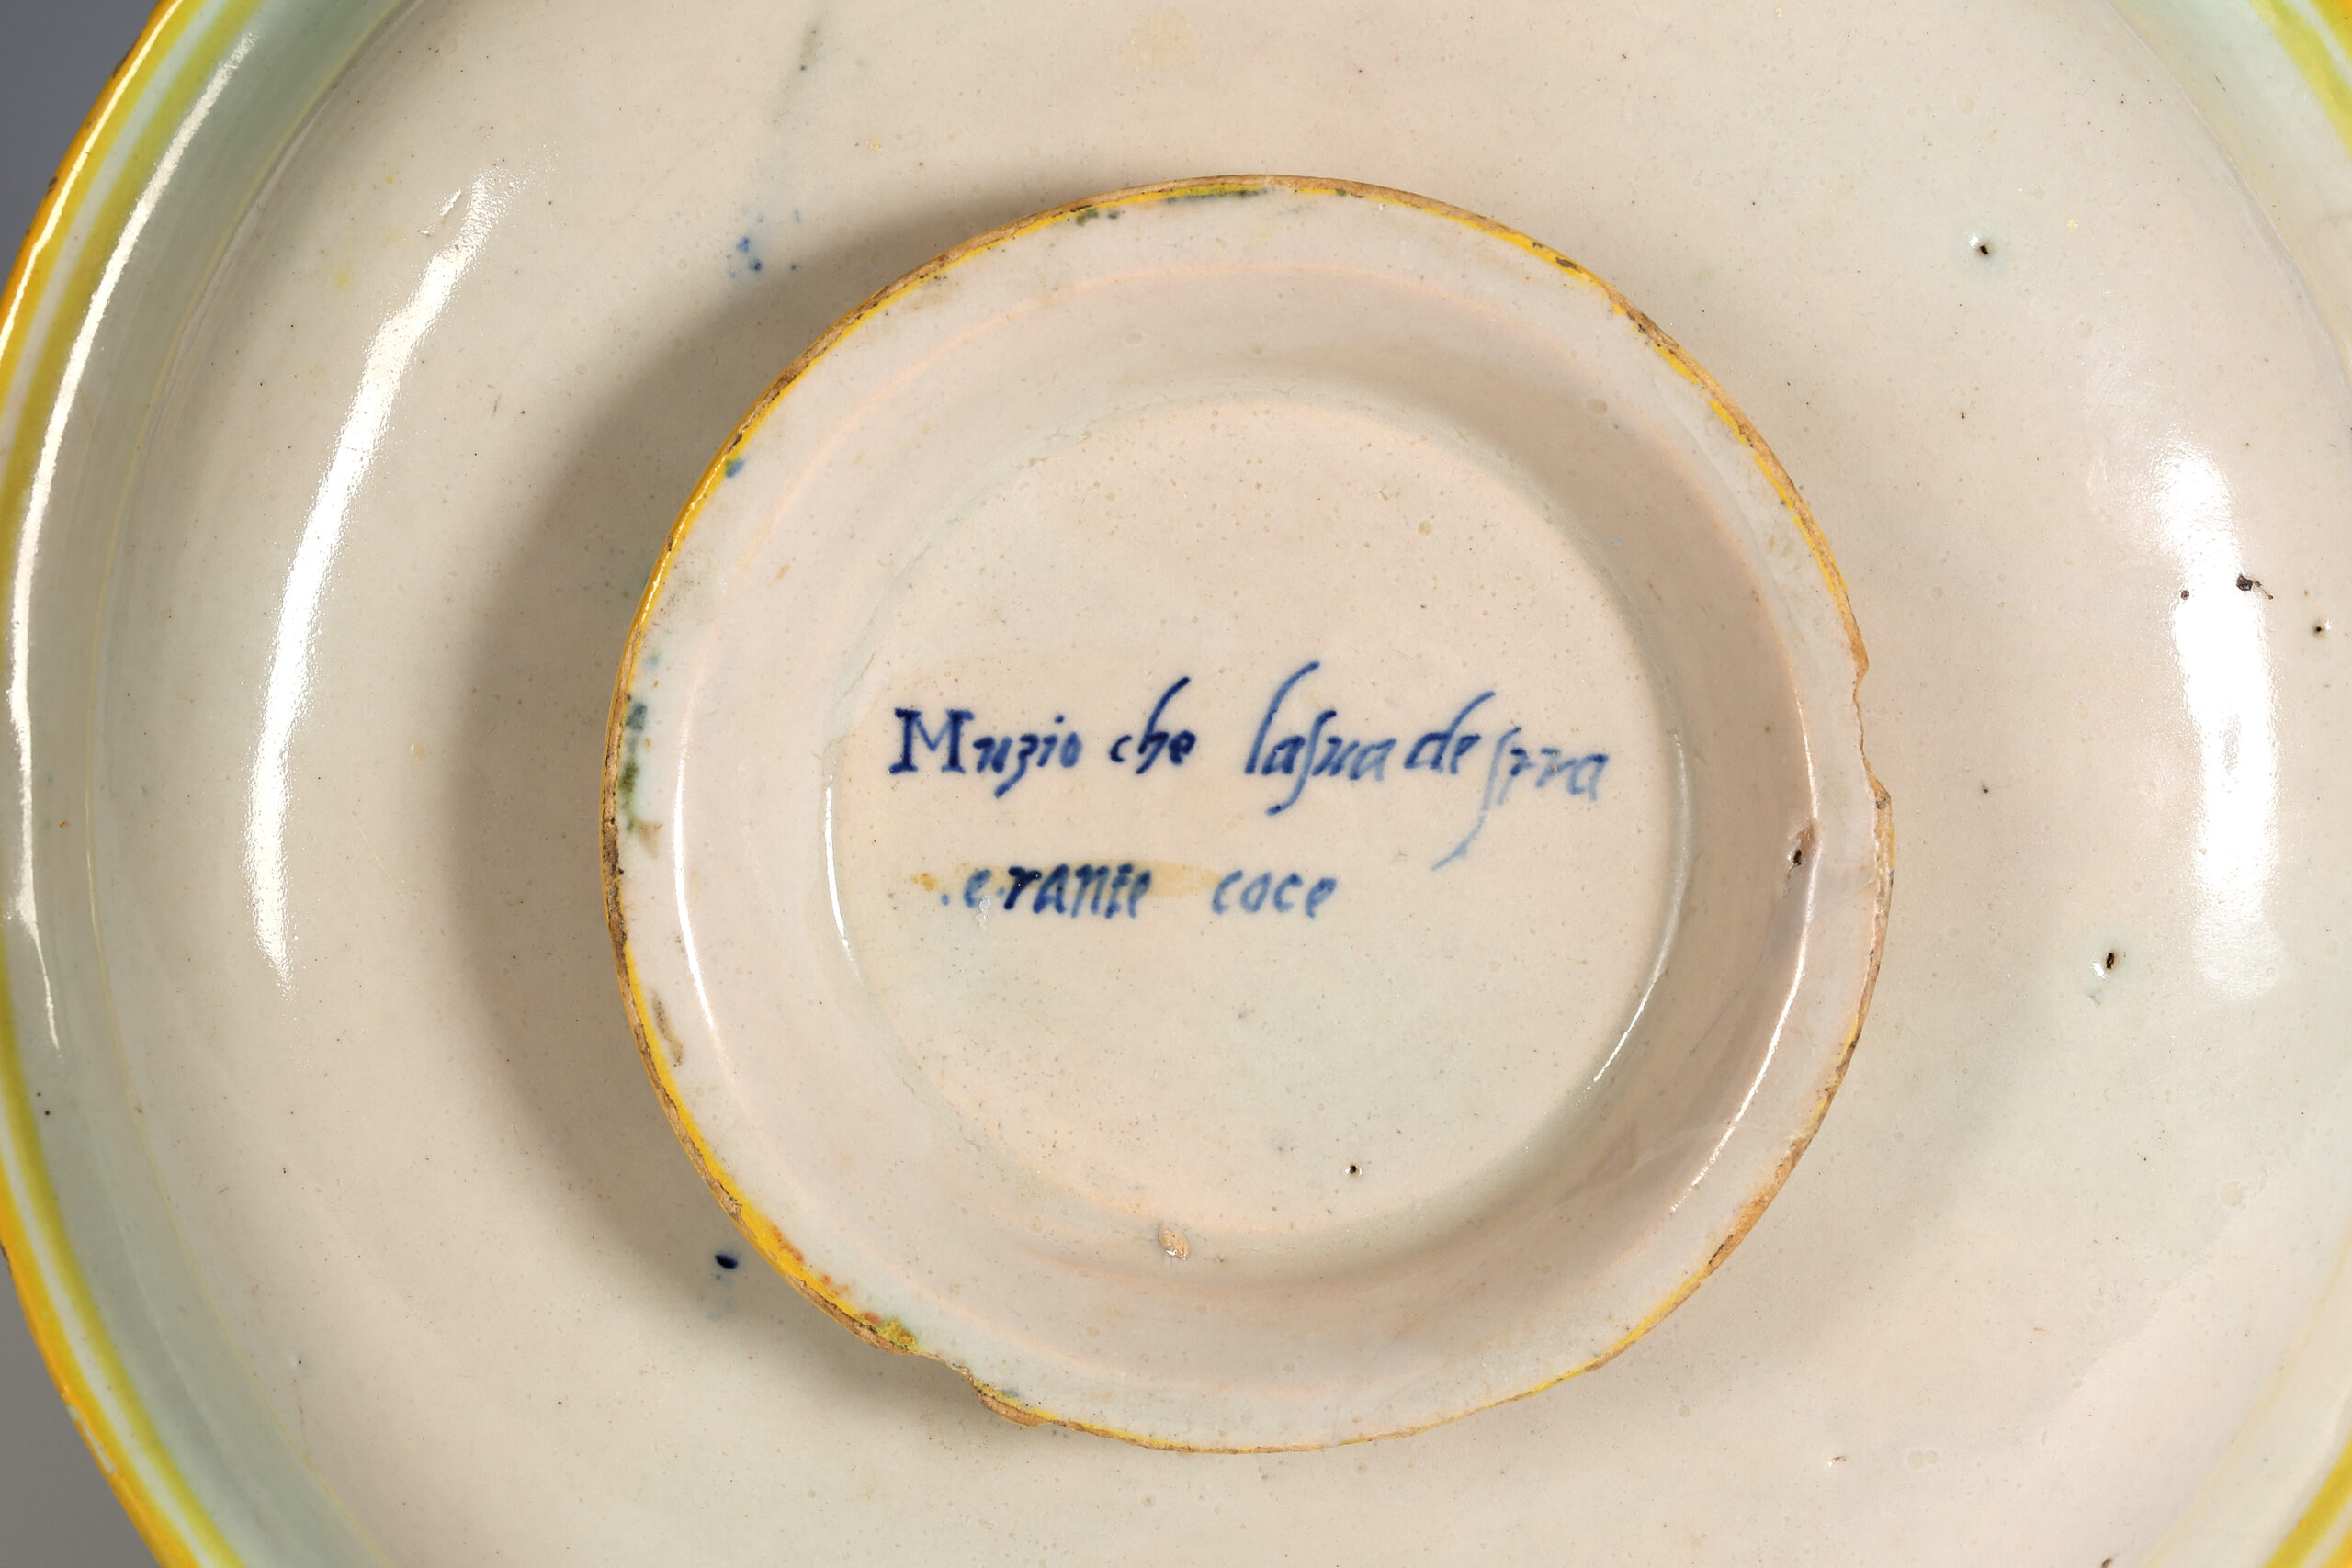 Muzio che lasua destra
.e.rante coce